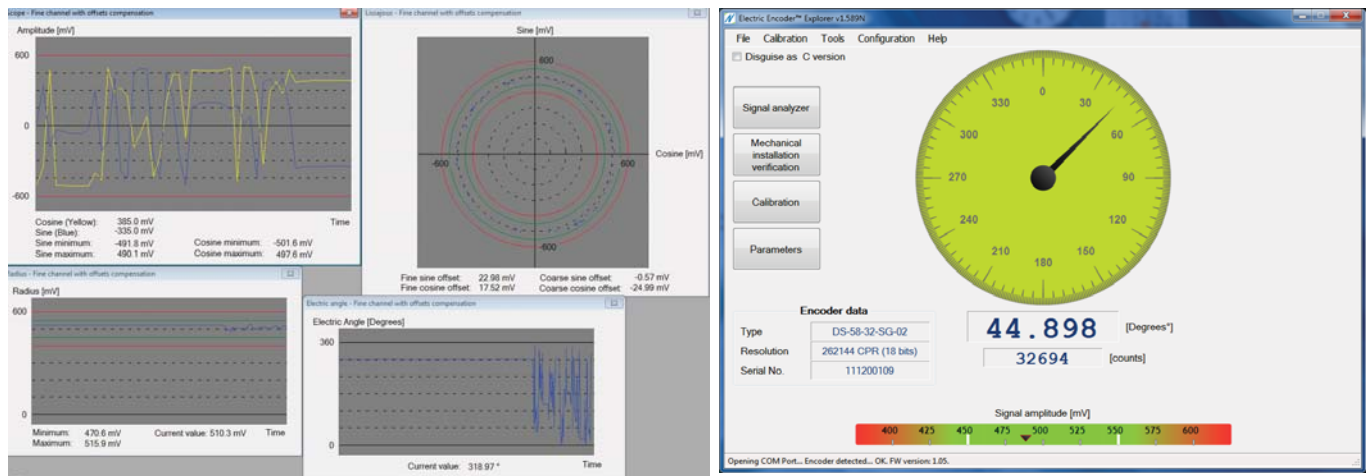 Scope - Fine channel with offsets compensation
Amplitude [mV]
600
0
-600
Cosine (Yellow): 385.0 mV Time
Sine (Blue): -335.0 mV
Sine minimum: -491.8 mV Cosine minimum: -501.6 mV
Sine maximum: 490.1 mV Cosine maximum: 497.6 mV
Lissajous - Fine channel with offsets compensation
Sine [mV]
600
Cosine [mV]
-600 600
-600
Fine sine offset: 22.98 mV Coarse sine offset: -0.57 mV
Fine cosine offset: 17.52 mV Coarse cosine offset: -24.99 mV
Radius - Fine channel with offsets compensation
Radius [mV]
600
0
Minimum: 470.6 mV Current value: 510.3 mV Time
Maximum: 515.9 mV
Electric angle - Fine channel with offsets compensation
Electric Angle [Degrees]
360
0
Current value: 318.97 ° Time
Electric Encoder™ Explorer v1.589N
File Calibration Tools Configuration Help
Disguise as C version
Signal analyzer
Mechanical
installation
verification
Calibration
Parameters
0
30
60
90
120
150
180
210
240
270
300
330
Encoder data
Type DS-58-32-SG-02
Resolution 262144 CPR (18 bits)
Serial No. 111200109
44.898 [Degrees°]
32694 [counts]
Signal amplitude [mV]
400 425 450 475 500 525 550 575 600
Opening COM Port... Encoder detected... OK. FW version: 1.05.